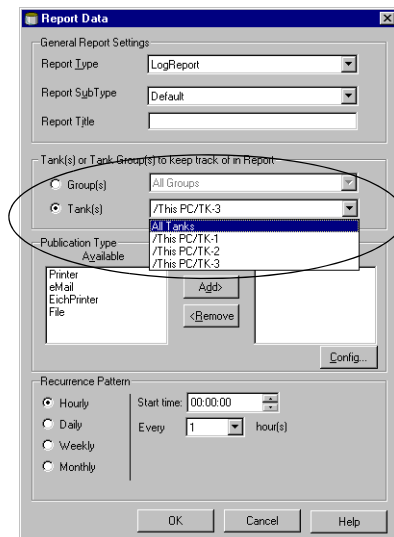 Report Data
General Report Settings
Report Type LogReport
Report SubType Default
Report Title
Tank(s) or Tank Group(s) to keep track of in Report
Group(s) All Groups
Tank(s) /This PC/TK-3
All Tanks
/This PC/TK-1
/This PC/TK-2
/This PC/TK-3
Publication Type
Available
Printer
eMail
EichPrinter
File
Add>
<Remove
Config...
Recurrence Pattern
Hourly
Daily
Weekly
Monthly
Start time: 00:00:00
Every 1 hour(s)
OK Cancel Help